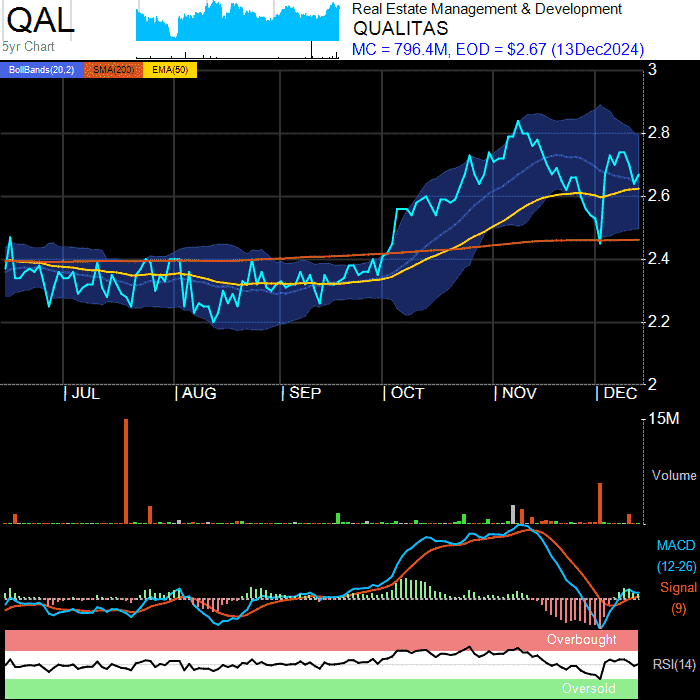 QAL
5yr Chart
Real Estate Management & Development
QUALITAS
MC = 796.4M, EOD = $2.67 (13Dec2024)
BollBands(20,2) SMA(200) EMA(50)
3
2.8
2.6
2.4
2.2
2
JUL AUG SEP OCT NOV DEC
15M
Volume
MACD
(12-26)
Signal
(9)
Overbought
RSI(14)
Oversold